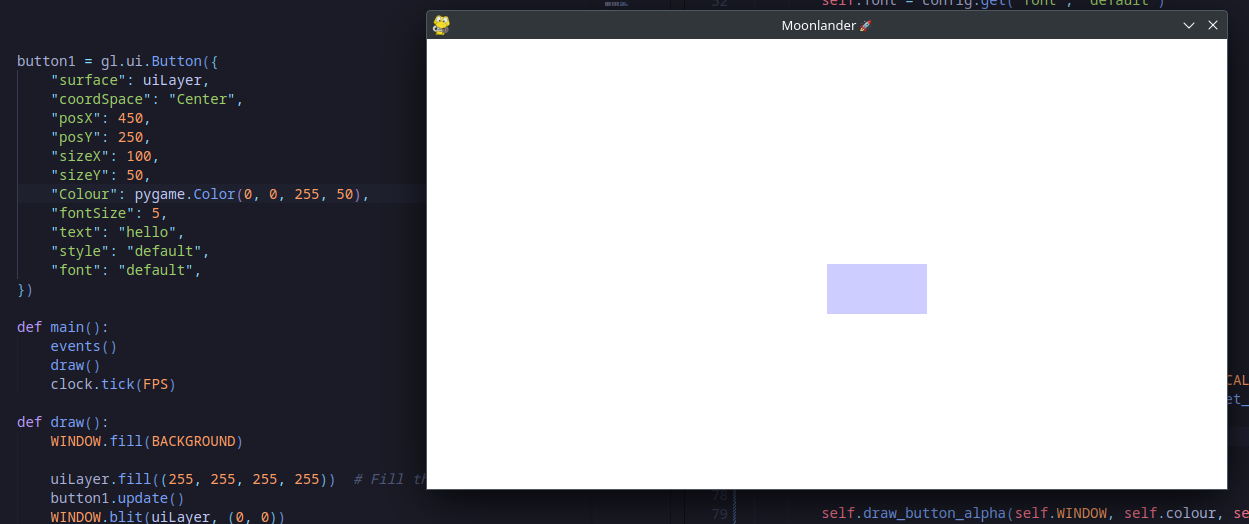 self.font = config.get("font", "default")
Moonlander 🚀
button1 = gl.ui.Button({
"surface": uiLayer,
"coordSpace": "Center",
"posX": 450,
"posY": 250,
"sizeX": 100,
"sizeY": 50,
"Colour": pygame.Color(0, 0, 255, 50),
"fontSize": 5,
"text": "hello",
"style": "default",
"font": "default",
})
def main():
events()
draw()
clock.tick(FPS)
def draw():
WINDOW.fill(BACKGROUND)
uiLayer.fill((255, 255, 255, 255)) # Fill
button1.update()
WINDOW.blit(uiLayer, (0, 0))
CAL
et_
78
79 self.draw_button_alpha(self.WINDOW, self.colour, se